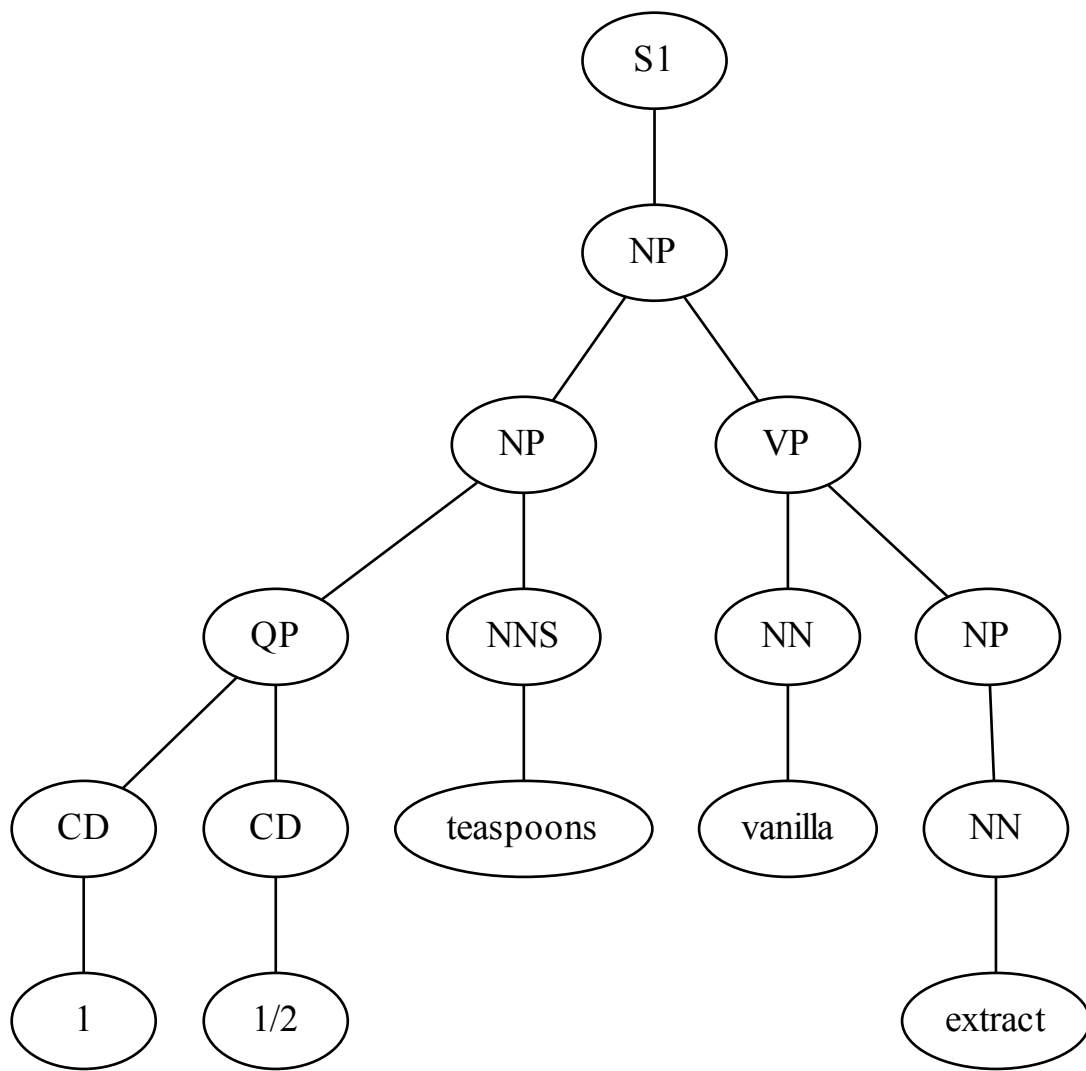 S1
NP
NP VP
QP NNS NN NP
CD CD teaspoons vanilla NN
1 1/2 extract